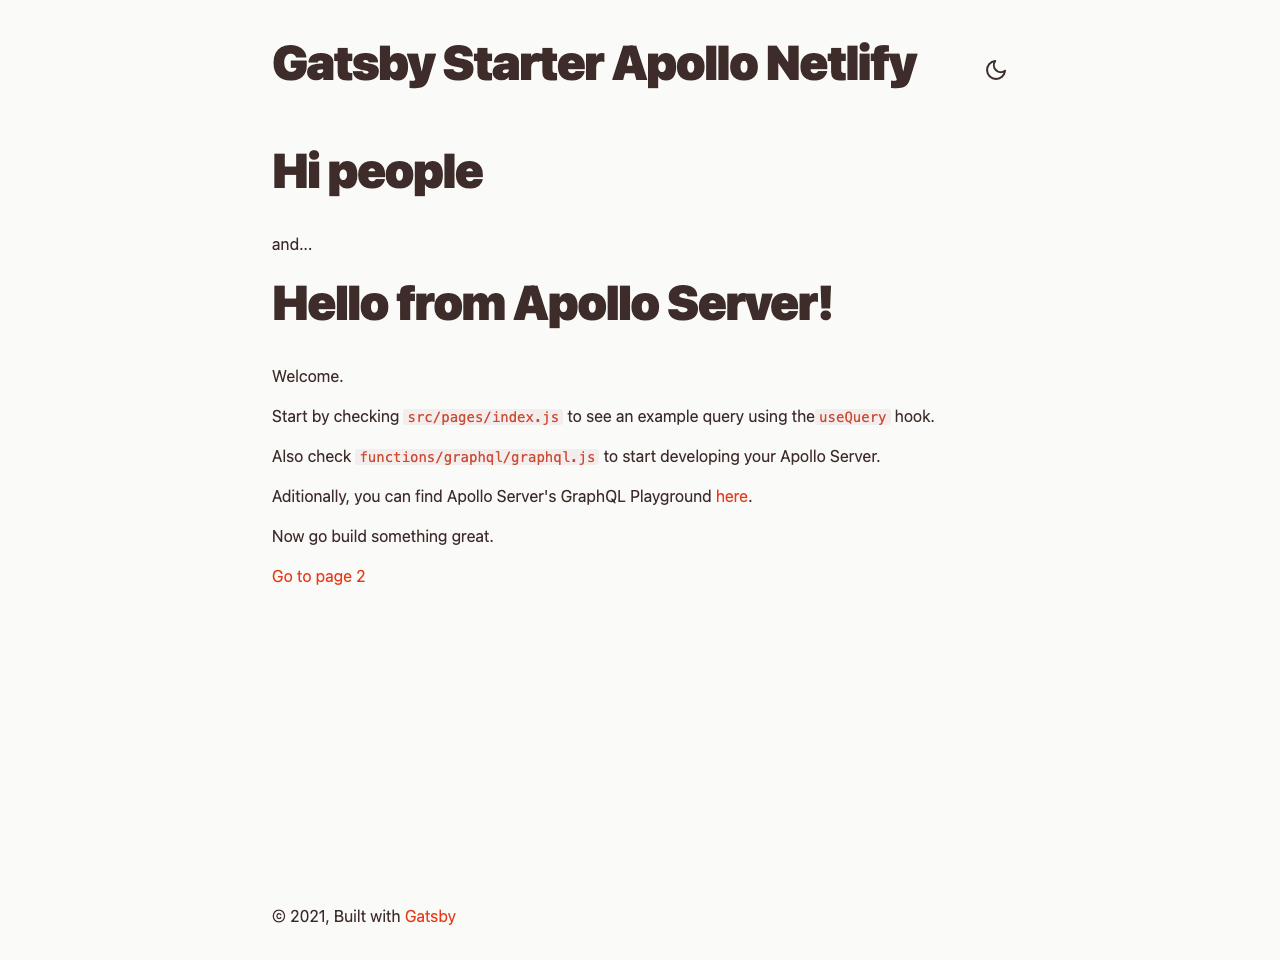 Gatsby Starter Apollo Netlify
Hi people
and...
Hello from Apollo Server!
Welcome.
Start by checking src/pages/index.js to see an example query using the useQuery hook.
Also check functions/graphql/graphql.js to start developing your Apollo Server.
Aditionally, you can find Apollo Server's GraphQL Playground here.
Now go build something great.
Go to page 2
© 2021, Built with Gatsby